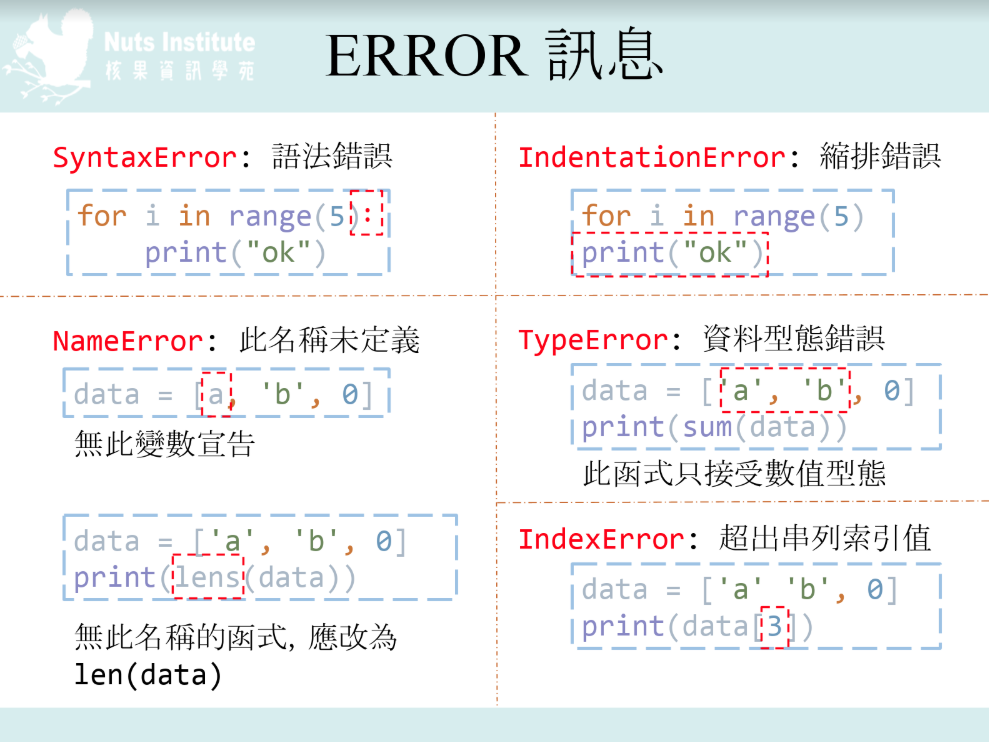 Nuts Institute
核果資訊學苑
ERROR 訊息
SyntaxError: 語法錯誤
for i in range(5):
print("ok")
IndentationError: 縮排錯誤
for i in range(5)
print("ok")
NameError: 此名稱未定義
data = [a, 'b', 0]
無此變數宣告
data = ['a', 'b', 0]
print(lens(data))
無此名稱的函式, 應改為
len(data)
TypeError: 資料型態錯誤
data = ['a', 'b', 0]
print(sum(data))
此函式只接受數值型態
IndexError: 超出串列索引值
data = ['a' 'b', 0]
print(data[3])